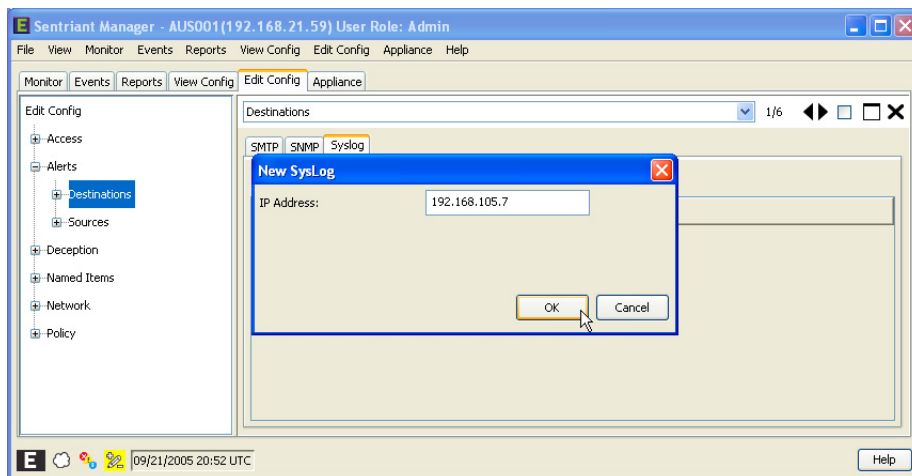 E Sentriant Manager - AUS001(192.168.21.59) User Role: Admin
File View Monitor Events Reports View Config Edit Config Appliance Help
Monitor Events Reports View Config Edit Config Appliance
Edit Config
Access
Alerts
Destinations
Sources
Deception
Named Items
Network
Policy
Destinations 1/6
SMTP SNMP Syslog
New SysLog
IP Address: 192.168.105.7
OK Cancel
E 09/21/2005 20:52 UTC Help